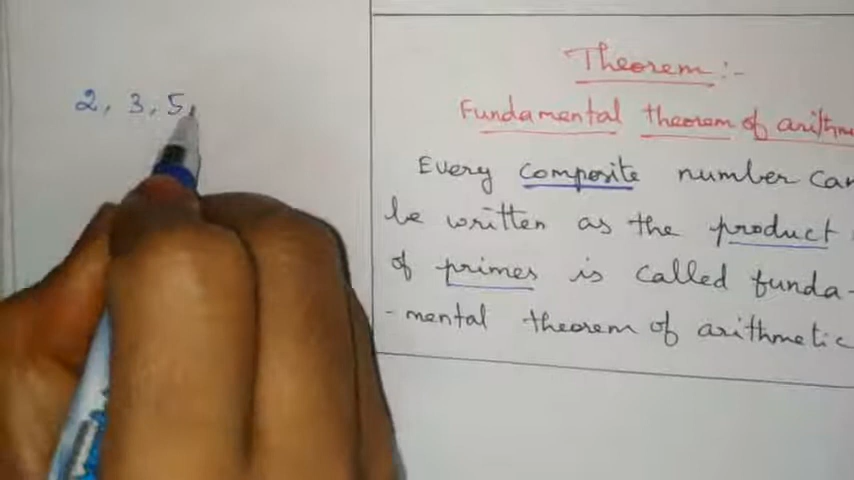 2, 3, 5,
Theorem :-
Fundamental theorem of arithm
Every composite number can
be written as the product
of primes is called funda-
-mental theorem of arithmetic